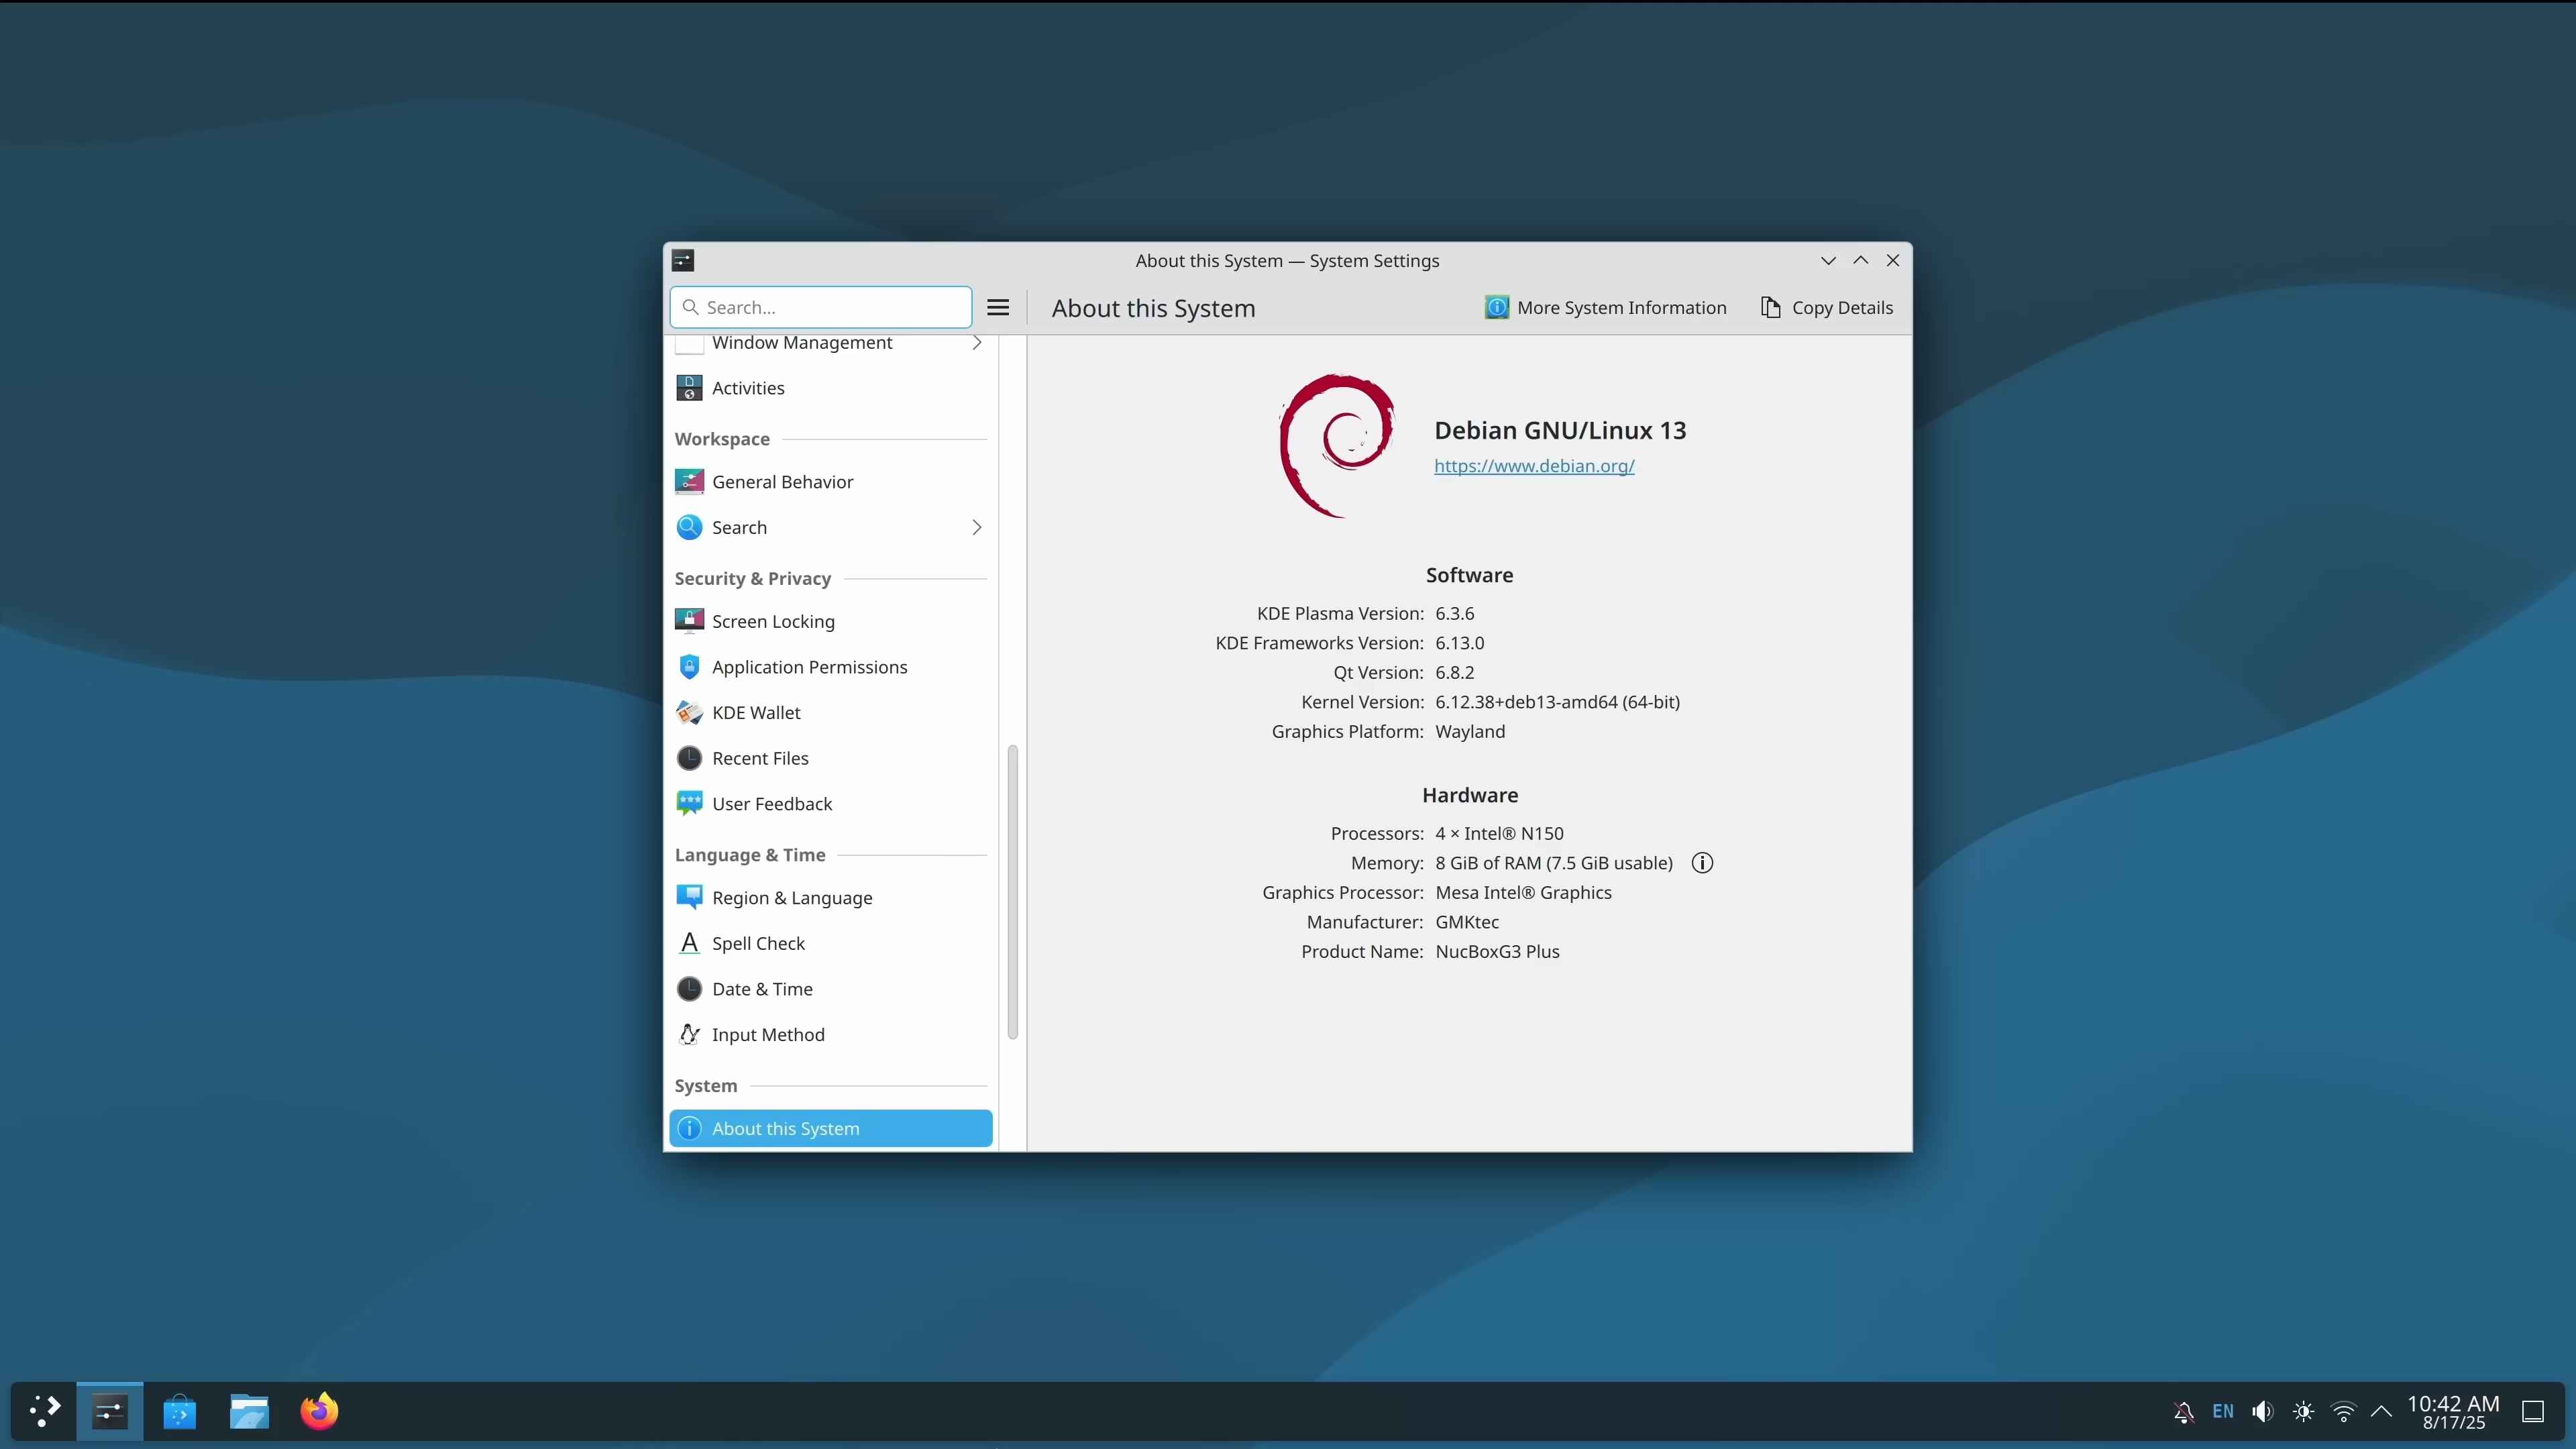 About this System — System Settings
Search...
About this System
More System Information
Copy Details
Window Management
Activities
Workspace
General Behavior
Search
Security & Privacy
Screen Locking
Application Permissions
KDE Wallet
Recent Files
User Feedback
Language & Time
Region & Language
A Spell Check
Date & Time
Input Method
System
About this System
Debian GNU/Linux 13
https://www.debian.org/
Software
KDE Plasma Version: 6.3.6
KDE Frameworks Version: 6.13.0
Qt Version: 6.8.2
Kernel Version: 6.12.38+deb13-amd64 (64-bit)
Graphics Platform: Wayland
Hardware
Processors: 4 × Intel® N150
Memory: 8 GiB of RAM (7.5 GiB usable)
Graphics Processor: Mesa Intel® Graphics
Manufacturer: GMKtec
Product Name: NucBoxG3 Plus
EN
10:42 AM
8/17/25